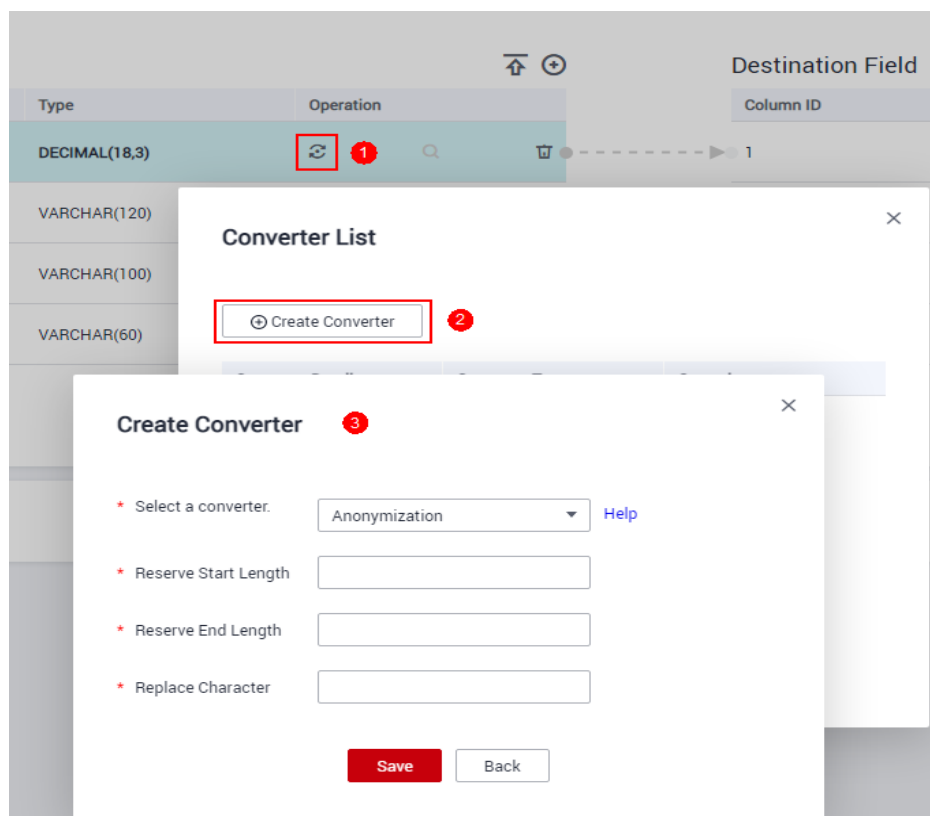 Destination Field
Type Operation Column ID
DECIMAL(18,3) 1 1
VARCHAR(120)
Converter List
VARCHAR(100)
Create Converter 2
VARCHAR(60)
Create Converter 3
* Select a converter. Anonymization Help
* Reserve Start Length
* Reserve End Length
* Replace Character
Save Back